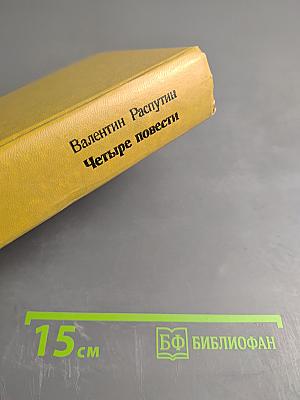 Валентин Распутин
Четыре повести
15 см
БФ БИБЛИОФАН